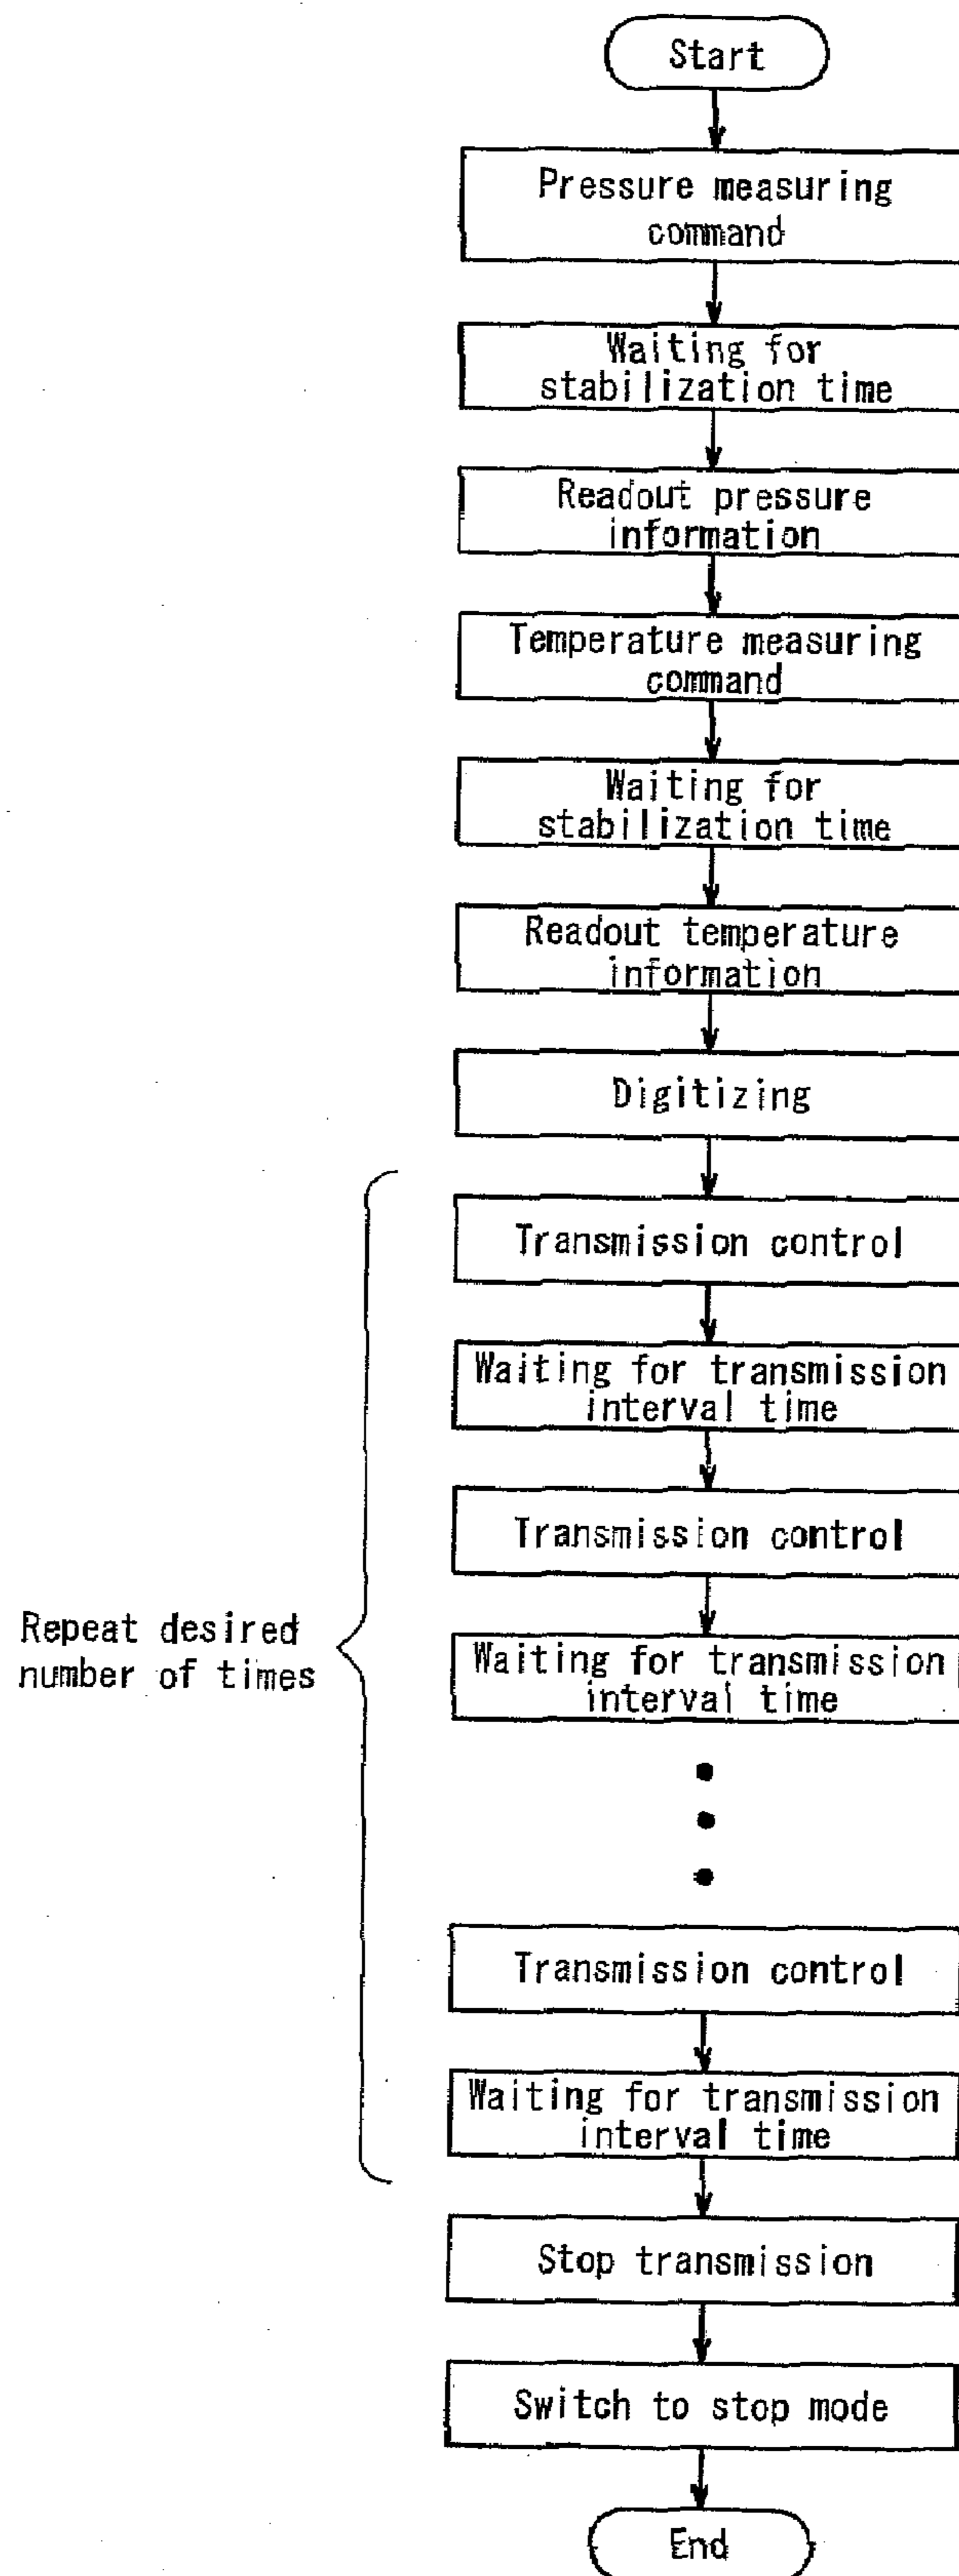 Start
Pressure measuring
command
Waiting for
stabilization time
Readout pressure
information
Temperature measuring
command
Waiting for
stabilization time
Readout temperature
information
Digitizing
Transmission control
Waiting for transmission
interval time
Transmission control
Repeat desired
number of times
Waiting for transmission
interval time
Transmission control
Waiting for transmission
interval time
Stop transmission
Switch to stop mode
End